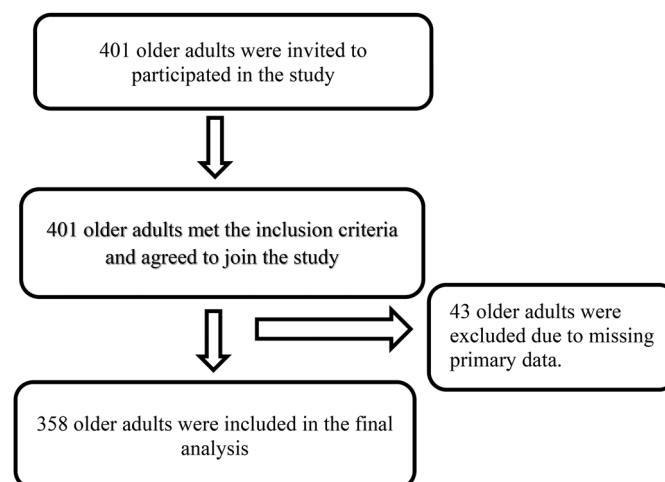 401 older adults were invited to
participated in the study
401 older adults met the inclusion criteria
and agreed to join the study
43 older adults were
excluded due to missing
primary data.
358 older adults were included in the final
analysis